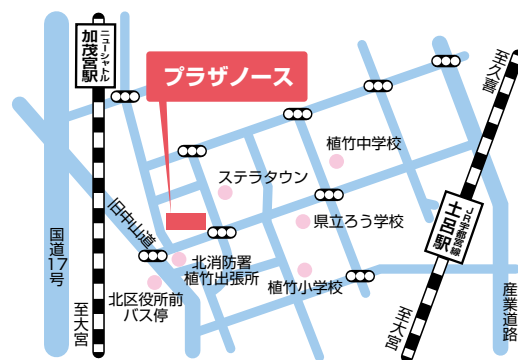 ニューシャトル
加茂宮駅
プラザノース
至久喜
植竹中学校
ステラタウン
旧中山道
県立ろう学校
JR宇都宮線
土呂駅
国道17号
北消防署
植竹出張所
植竹小学校
北区役所前
バス停
至大宮
至大宮
産業道路